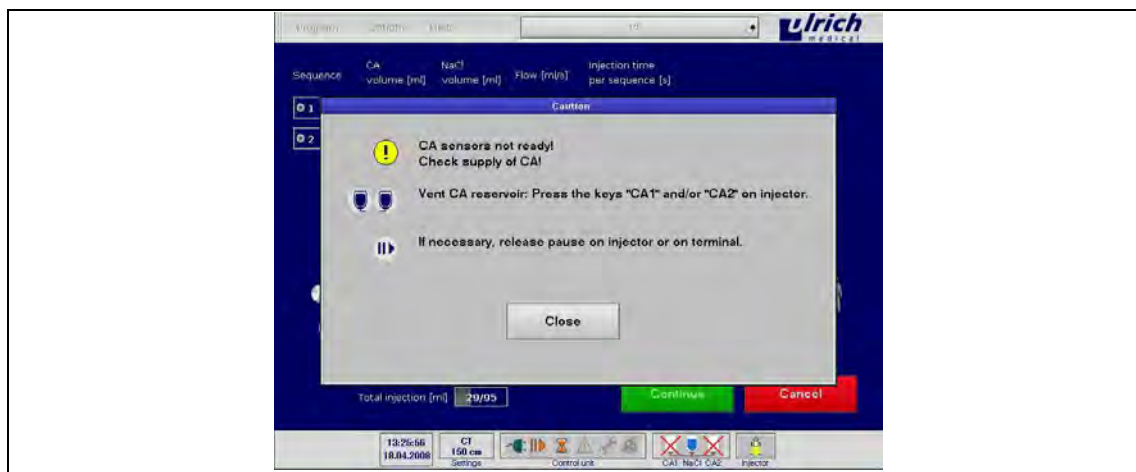 Program Options Help
ulrich
medical
Sequence CA volume [ml] NaCl volume [ml] Flow [ml/s] Injection time per sequence [s]
1
2
Caution
CA sensors not ready!
Check supply of CA!
Vent CA reservoir: Press the keys "CA1" and/or "CA2" on injector.
If necessary, release pause on injector or on terminal.
Close
Total injection [ml] 29/95
Continue
Cancel
13:25:56
18.04.2008
CT
150 cm
Settings
Control unit
CA1 NaCl CA2
Injector